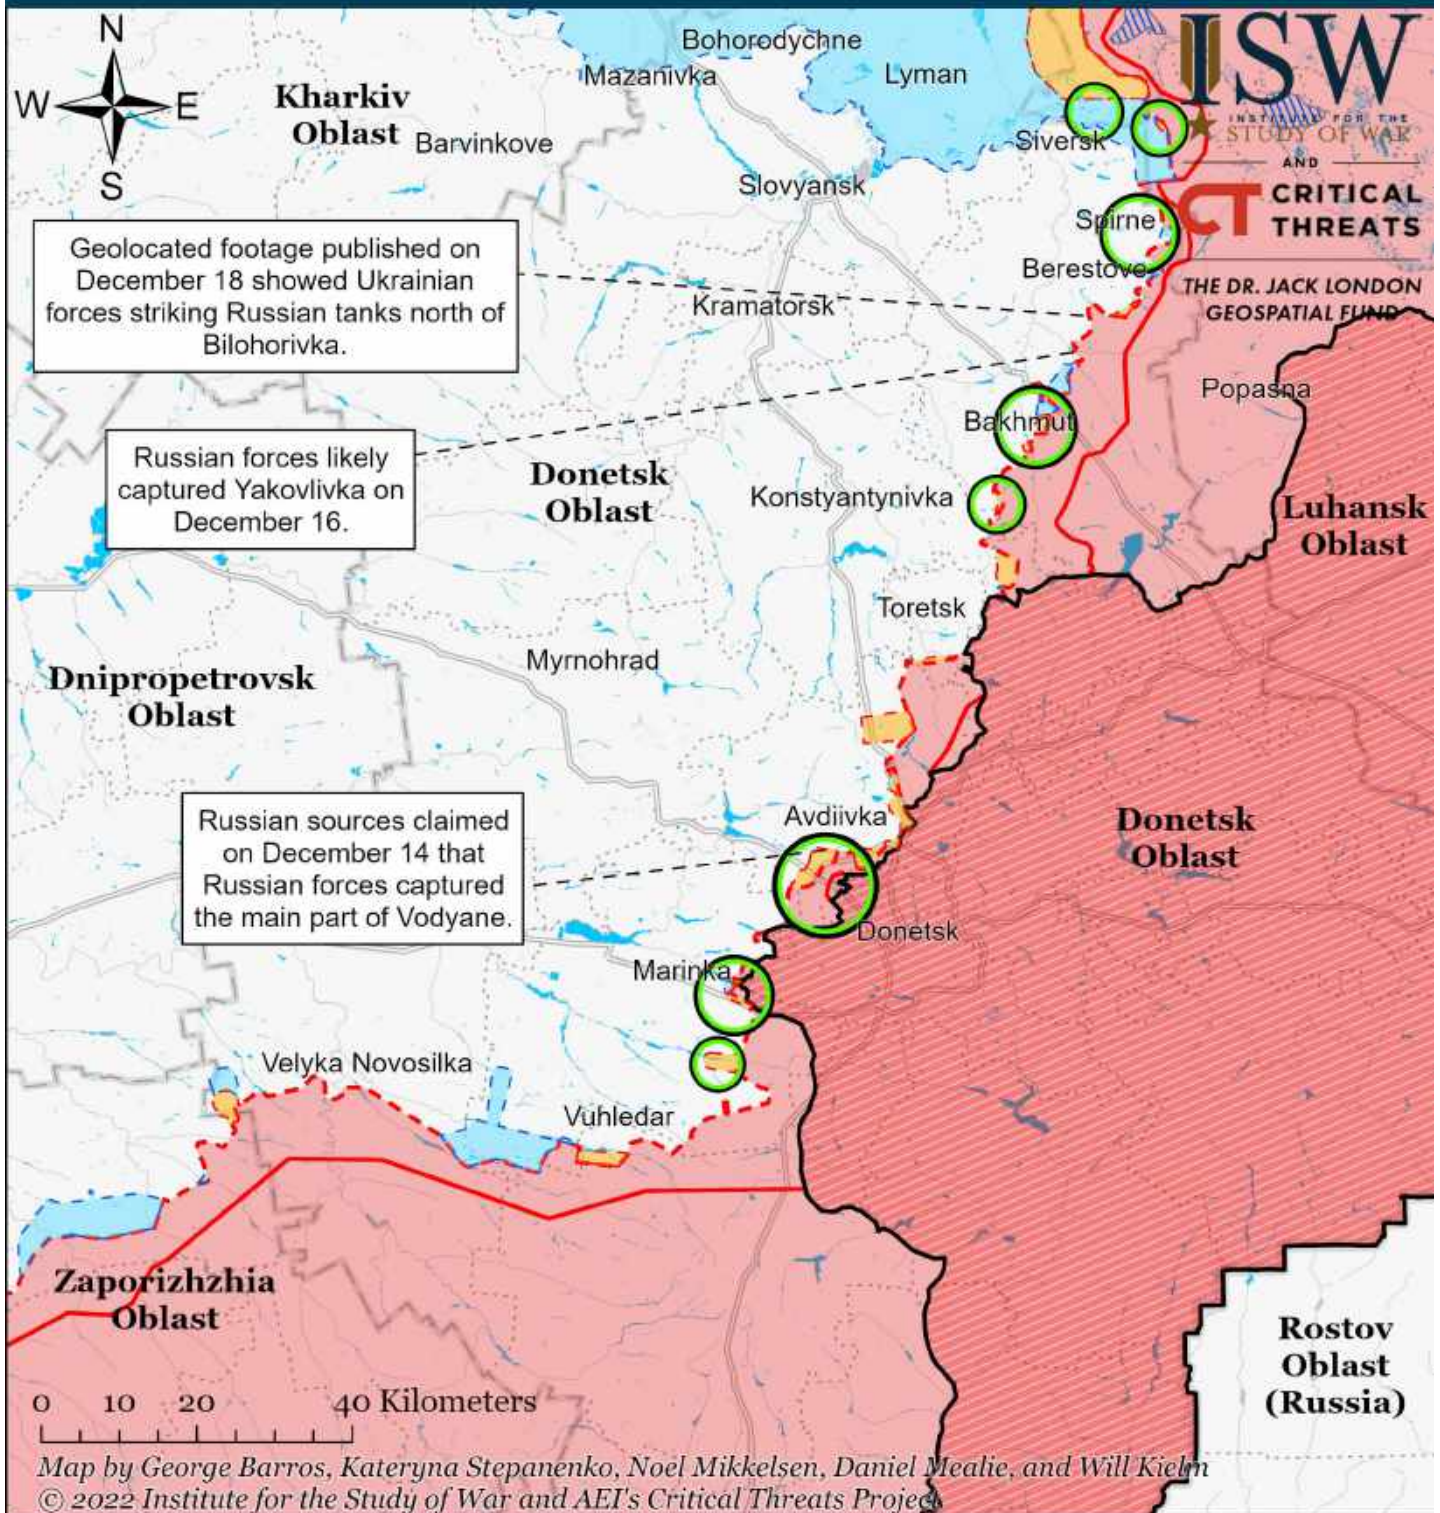 N
W
E
S
Kharkiv
Oblast
Barvinkove
Bohorodychne
Mazanivka
Lyman
Siversk
Slovyansk
Spirne
Berestove
Kramatorsk
ISW
INSTITUTE FOR THE
STUDY OF WAR
AND
CT CRITICAL
THREATS
THE DR. JACK LONDON
GEOSPATIAL FUND
Geolocated footage published on
December 18 showed Ukrainian
forces striking Russian tanks north of
Bilohorivka.
Popasna
Bakhmut
Russian forces likely
captured Yakovlivka on
December 16.
Donetsk
Oblast
Konstyantynivka
Luhansk
Oblast
Toretsk
Myrnohrad
Dnipropetrovsk
Oblast
Russian sources claimed
on December 14 that
Russian forces captured
the main part of Vodyane.
Avdiivka
Donetsk
Oblast
Donetsk
Marinka
Velyka Novosilka
Vuhledar
Zaporizhzhia
Oblast
Rostov
Oblast
(Russia)
0 10 20 40 Kilometers
Map by George Barros, Kateryna Stepanenko, Noel Mikkelsen, Daniel Mealie, and Will Kielm
© 2022 Institute for the Study of War and AEI's Critical Threats Project